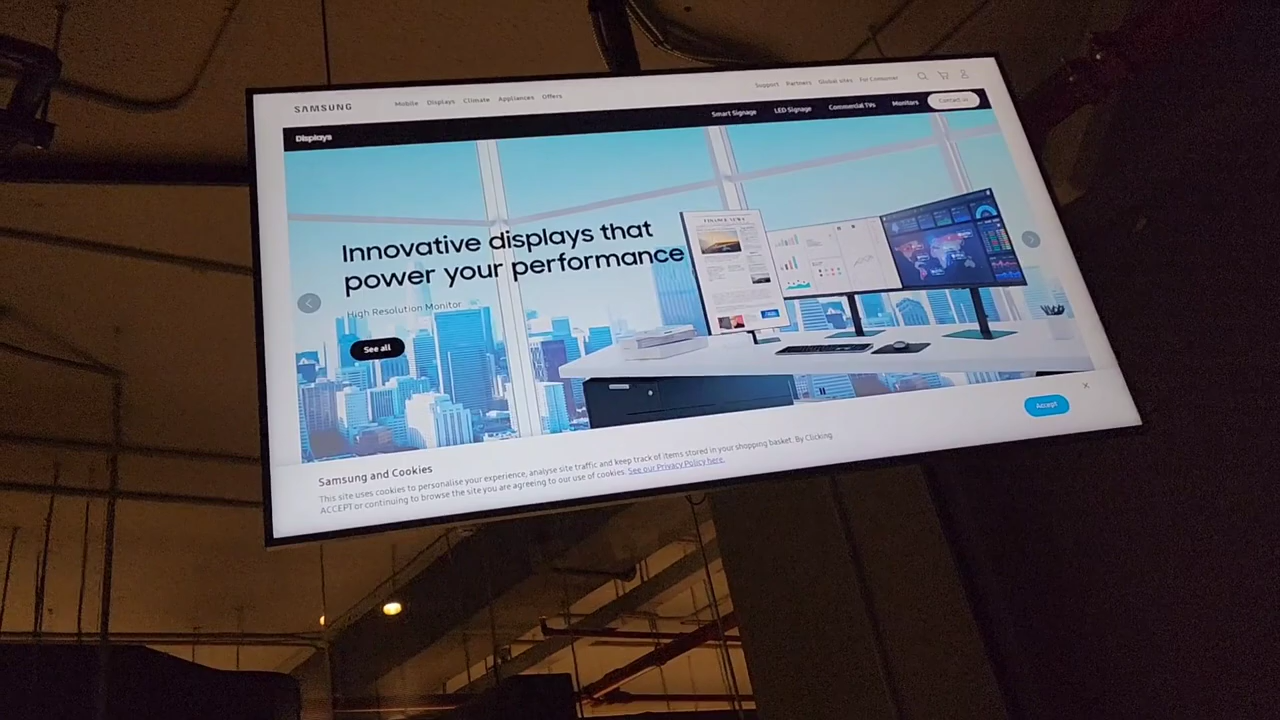 SAMSUNG
Mobile Displays Climate Appliances Offers
Support Partners Global sites For Consumer
Displays
Smart Signage LED Signage Commercial TVs Monitors Contact us
Innovative displays that
power your performance
High Resolution Monitor
See all
FINANCE NEWS
Samsung and Cookies
This site uses cookies to personalise your experience, analyse site traffic and keep track of items stored in your shopping basket. By Clicking
ACCEPT or continuing to browse the site you are agreeing to our use of cookies. See our Privacy Policy here.
Accept